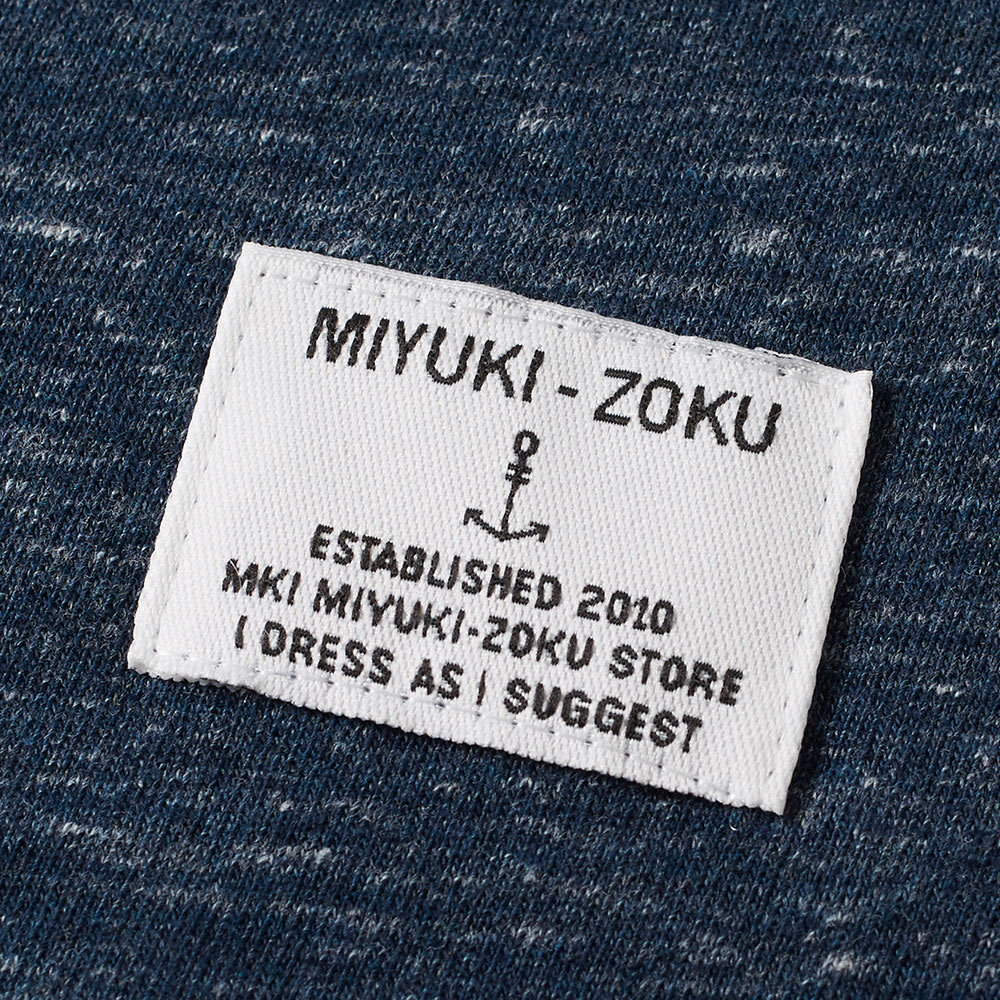 MIYUKI - ZOKU
ESTABLISHED 2010
MKI MIYUKI-ZOKU STORE
I DRESS AS I SUGGEST